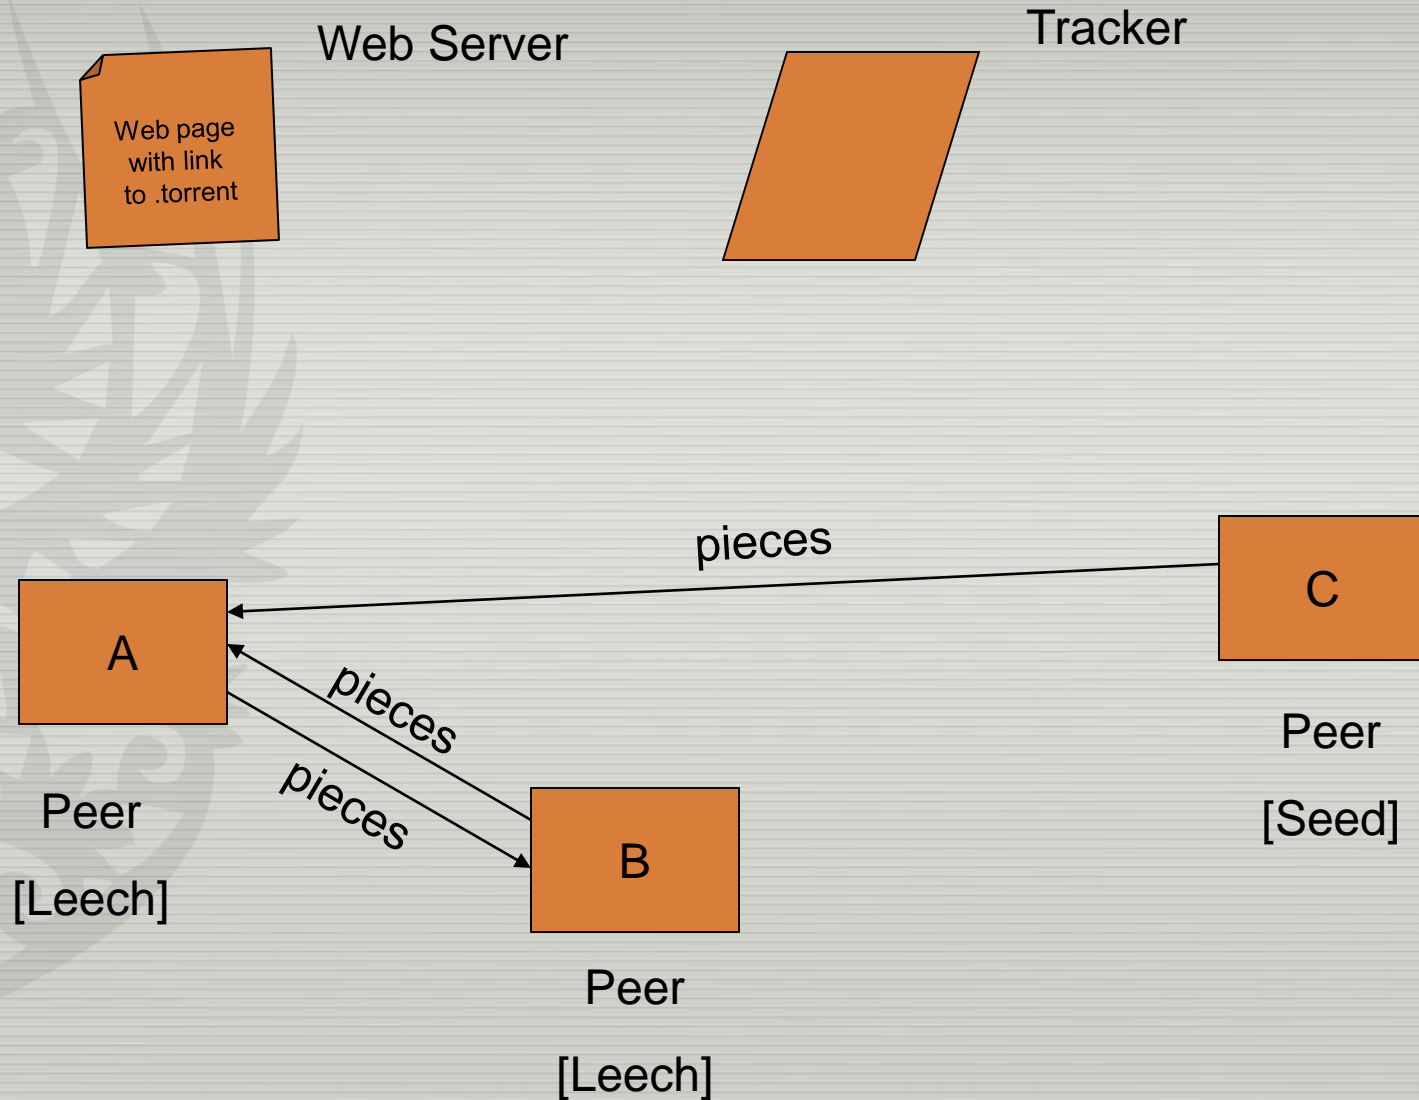 Web Server
Tracker
Web page
with link
to .torrent
pieces
C
A
pieces
Peer
pieces
Peer
[Seed]
B
[Leech]
Peer
[Leech]